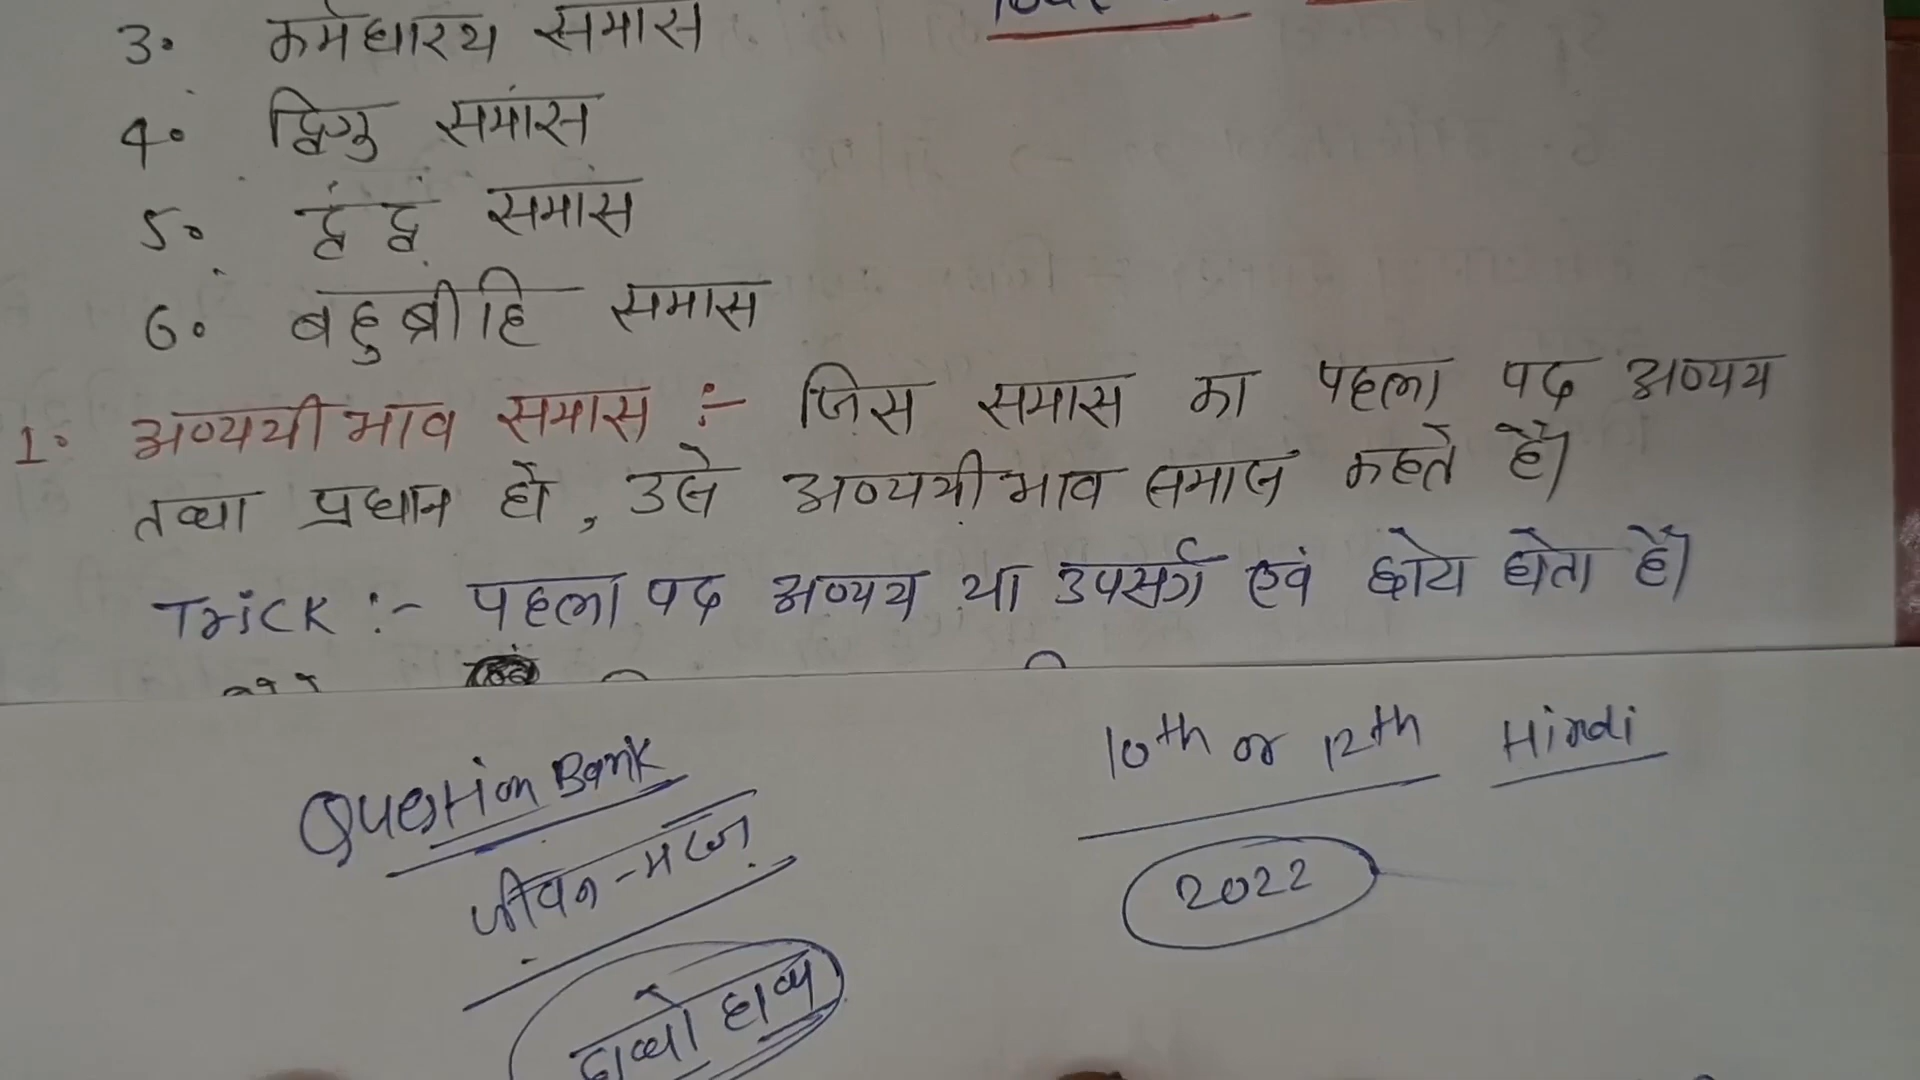 3. कर्मधारय समास
4. द्विगु समास
5. द्वंद्वं समास
6. बहुब्रीहि समास
1. अव्ययीभाव समास :- जिस समास का पहला पद अव्यय
तथा प्रधान हो, उसे अव्ययीभाव समास कहते हैं।
Trick :- पहला पद अव्यय या उपसर्ग एवं छोटा होता है।
Question Bank
10th or 12th Hindi
जीवन-
2022
हाथो हाथ